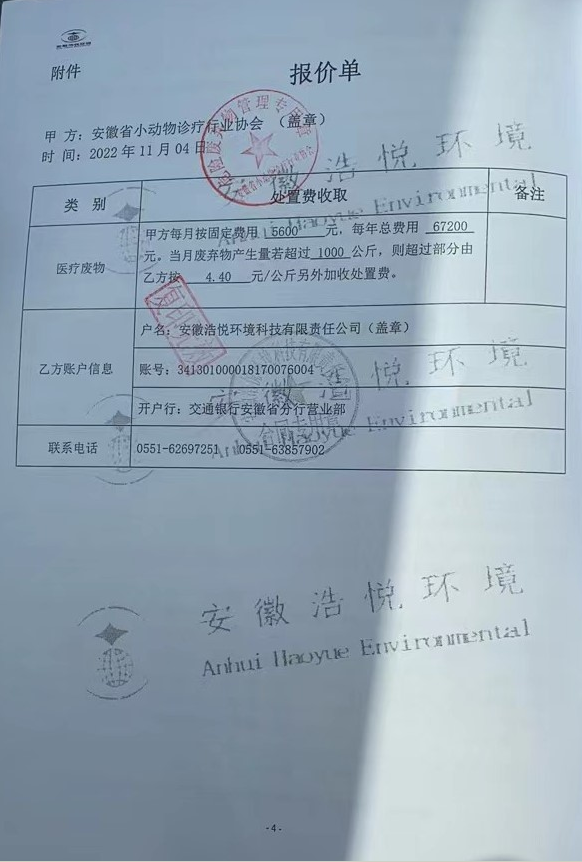 附件
报价单
甲 方：安徽省小动物诊疗行业协会 （盖章）
时 间：2022 年 11 月 04 日
安徽浩悦环境
Anhui Haoyue Environmental
类 别
处置费收取
备注
医疗废物
甲方每月按固定费用 5600 元，每年总费用 67200
元。当月废弃物产生量若超过 1000 公斤，则超过部分由
乙方按 4.40 元/公斤另外加收处置费。
乙方账户信息
户名：安徽浩悦环境科技有限责任公司（盖章）
账号：341301000018170076004
开户行：交通银行安徽省分行营业部
安徽浩悦环境
Anhui Haoyue Environmental
合同专用章
联系电话
0551-62697251 0551-63857902
安徽浩悦环境
Anhui Haoyue Environmental
-4-